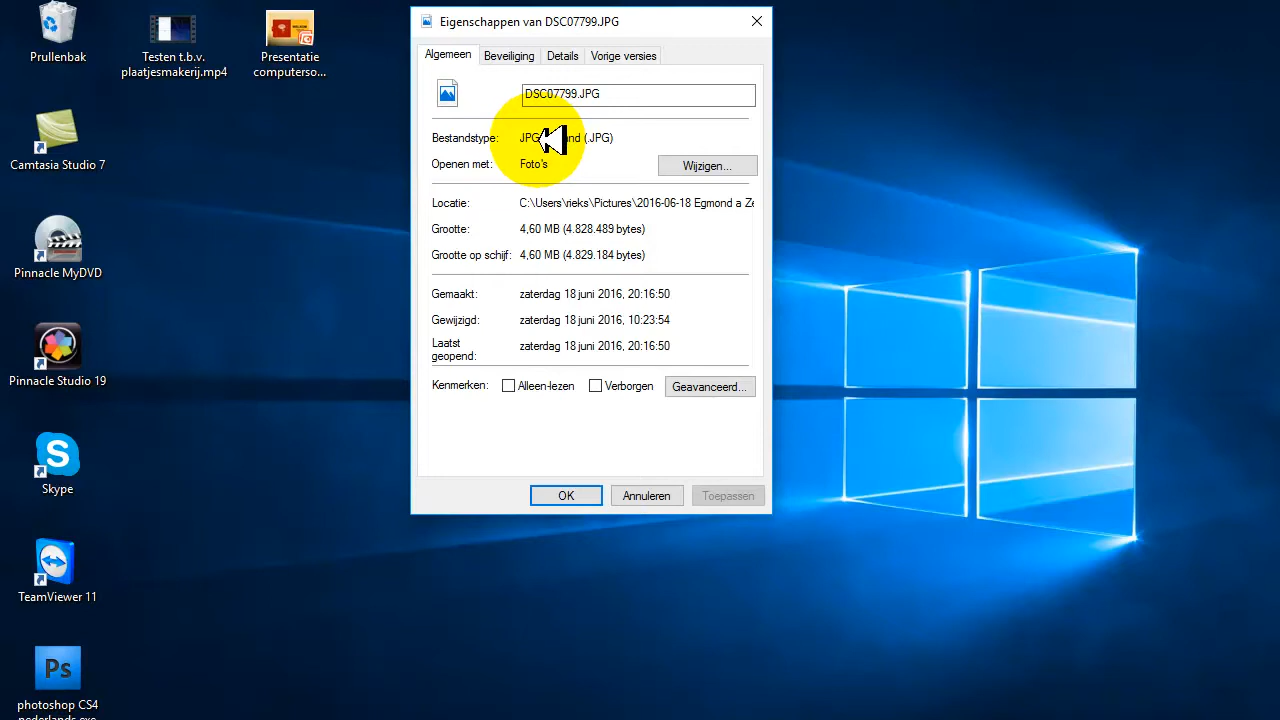 Prullenbak
Testen t.b.v.
plaatjesmakerij.mp4
Presentatie
computerso...
Camtasia Studio 7
Pinnacle MyDVD
Pinnacle Studio 19
Skype
TeamViewer 11
Ps
photoshop CS4
nederlands.exe
Eigenschappen van DSC07799.JPG
Algemeen Beveiliging Details Vorige versies
DSC07799.JPG
Bestandstype: JPG (.JPG)
Openen met: Foto's Wijzigen...
Locatie: C:\Users\rieks\Pictures\2016-06-18 Egmond a Ze
Grootte: 4,60 MB (4.828.489 bytes)
Grootte op schijf: 4,60 MB (4.829.184 bytes)
Gemaakt: zaterdag 18 juni 2016, 20:16:50
Gewijzigd: zaterdag 18 juni 2016, 10:23:54
Laatst
geopend: zaterdag 18 juni 2016, 20:16:50
Kenmerken: Alleen-lezen Verborgen Geavanceerd...
OK Annuleren Toepassen